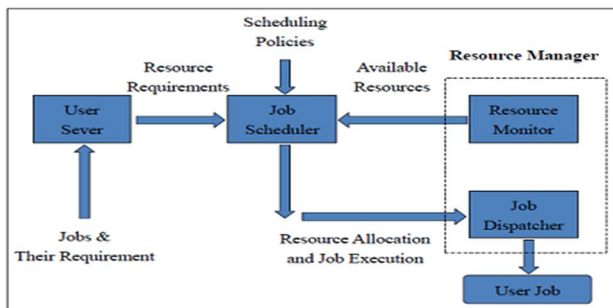 Scheduling
Policies
Resource Manager
Resource
Requirements
Available
Resources
User
Sever
Job
Scheduler
Resource
Monitor
Job
Dispatcher
Jobs &
Their Requirement
Resource Allocation
and Job Execution
User Job